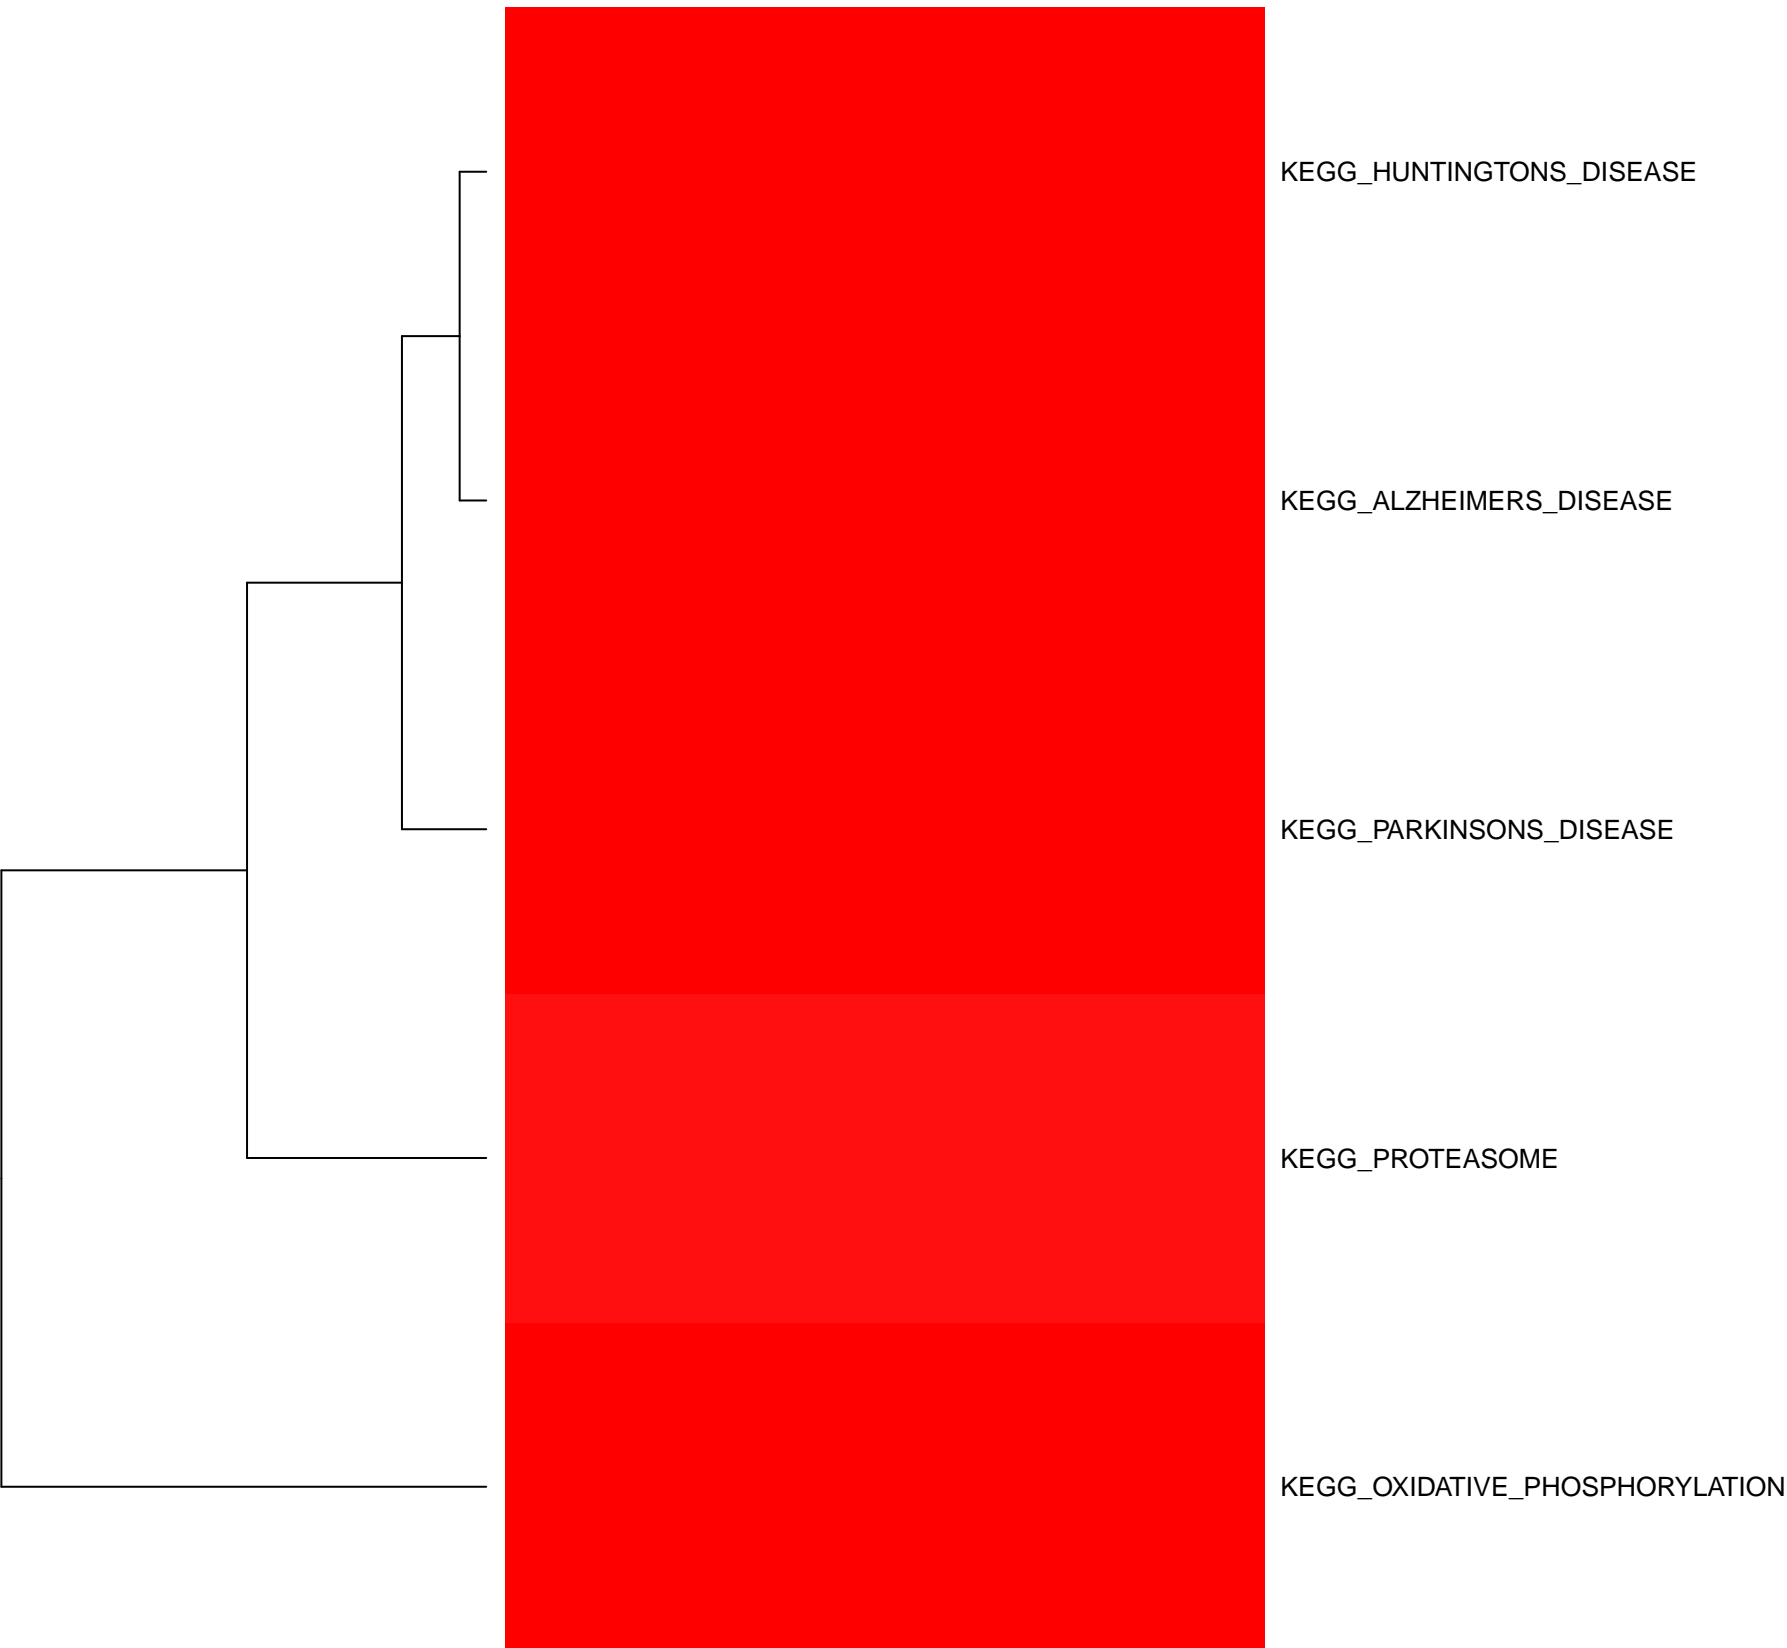 KEGG_HUNTINGTONS_DISEASE
KEGG_ALZHEIMERS_DISEASE
KEGG_PARKINSONS_DISEASE
KEGG_PROTEASOME
KEGG_OXIDATIVE_PHOSPHORYLATION